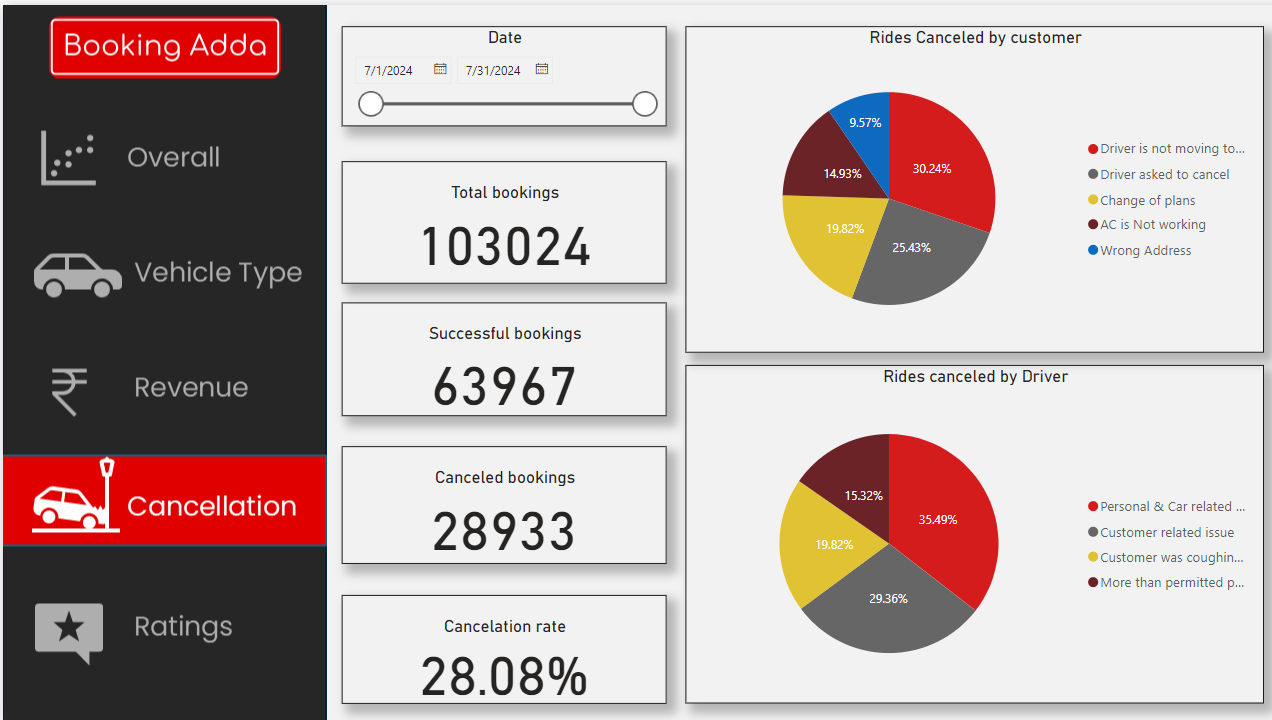 Booking Adda
Overall
Vehicle Type
Revenue
Cancellation
Ratings
Date
7/1/2024 7/31/2024
Total bookings
103024
Successful bookings
63967
Canceled bookings
28933
Cancelation rate
28.08%
Rides Canceled by customer
9.57%
30.24%
14.93%
19.82%
25.43%
Driver is not moving to...
Driver asked to cancel
Change of plans
AC is Not working
Wrong Address
Rides canceled by Driver
15.32%
35.49%
19.82%
29.36%
Personal & Car related ...
Customer related issue
Customer was coughin...
More than permitted p...